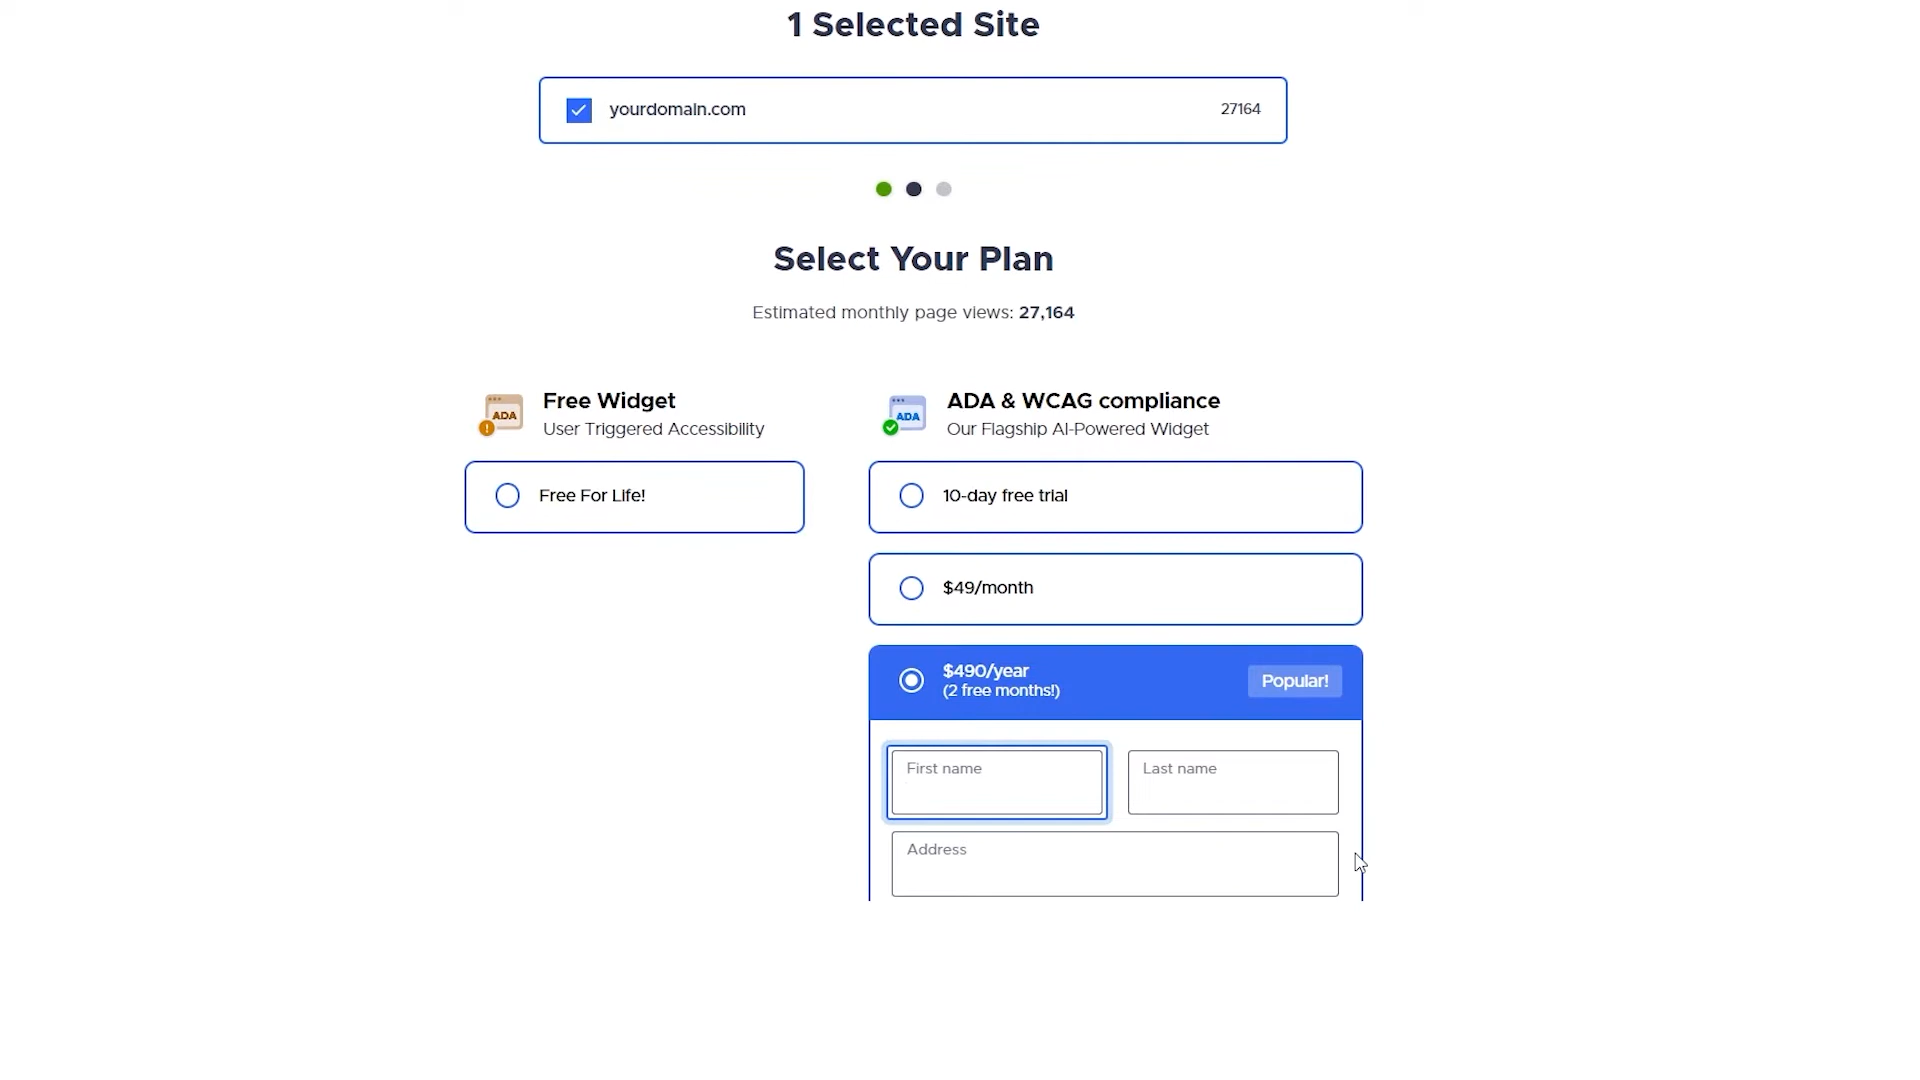 1 Selected Site
yourdomain.com 27164
Select Your Plan
Estimated monthly page views: 27,164
ADA
Free Widget
User Triggered Accessibility
Free For Life!
ADA
ADA & WCAG compliance
Our Flagship AI-Powered Widget
10-day free trial
$49/month
$490/year
(2 free months!)
Popular!
First name
Last name
Address